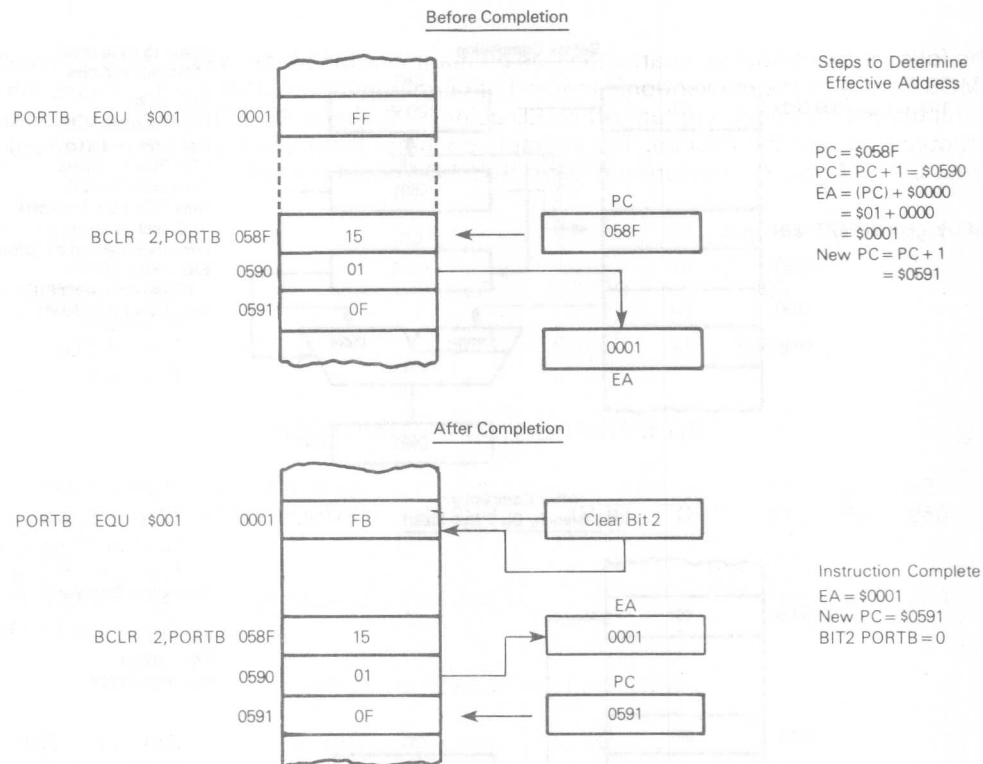 Before Completion
Steps to Determine
Effective Address
PORTB EQU $001 0001 FF
PC = $058F
PC = PC + 1 = $0590
EA = (PC) + $0000
= $01 + 0000
= $0001
New PC = PC + 1
= $0591
PC
BCLR 2,PORTB 058F 15 058F
0590 01
0591 0F
0001
EA
After Completion
PORTB EQU $001 0001 FB Clear Bit 2
Instruction Complete
EA = $0001
New PC = $0591
BIT2 PORTB = 0
EA
BCLR 2,PORTB 058F 15 0001
0590 01
PC
0591 0F 0591